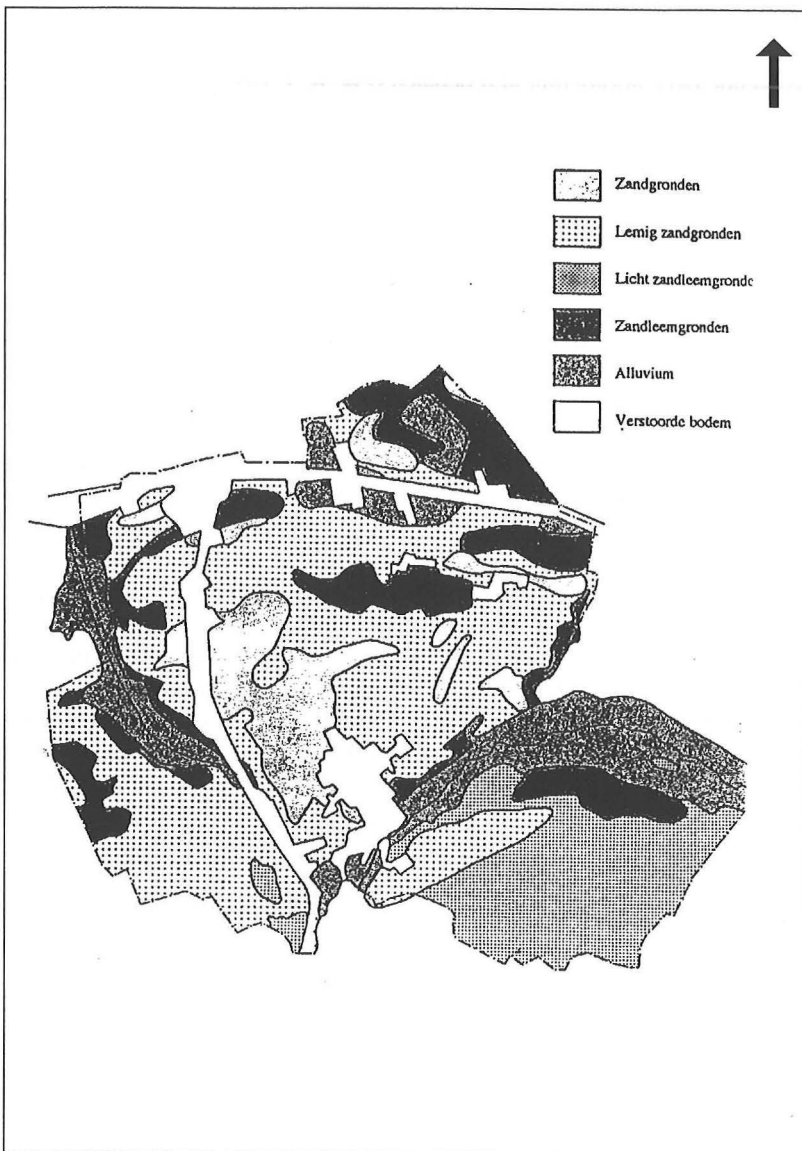 Zandgronden
Lemig zandgronden
Licht zandleemgronde
Zandleemgronden
Alluvium
Verstoorde bodem